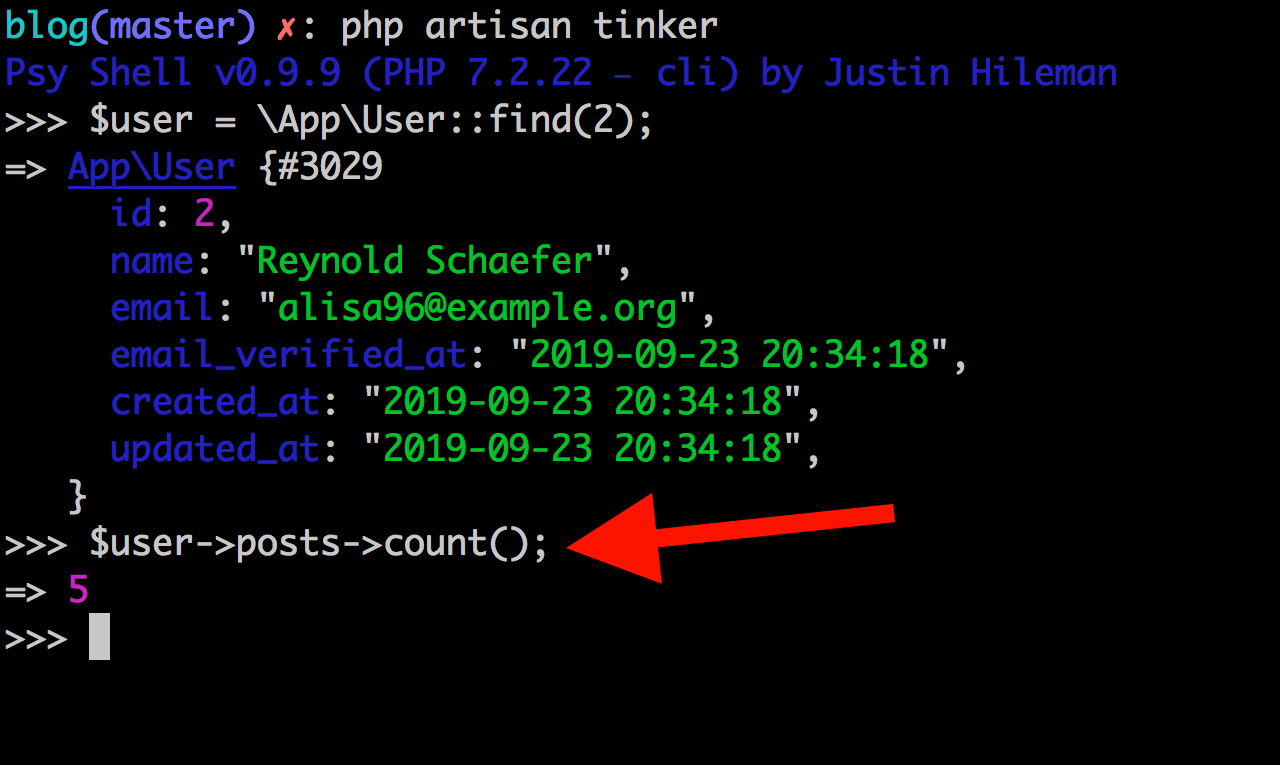 blog(master) ✗: php artisan tinker
Psy Shell v0.9.9 (PHP 7.2.22 — cli) by Justin Hileman
>>> $user = \App\User::find(2);
=> App\User {#3029
id: 2,
name: "Reynold Schaefer",
email: "alisa96@example.org",
email_verified_at: "2019-09-23 20:34:18",
created_at: "2019-09-23 20:34:18",
updated_at: "2019-09-23 20:34:18",
}
>>> $user->posts->count();
=> 5
>>>